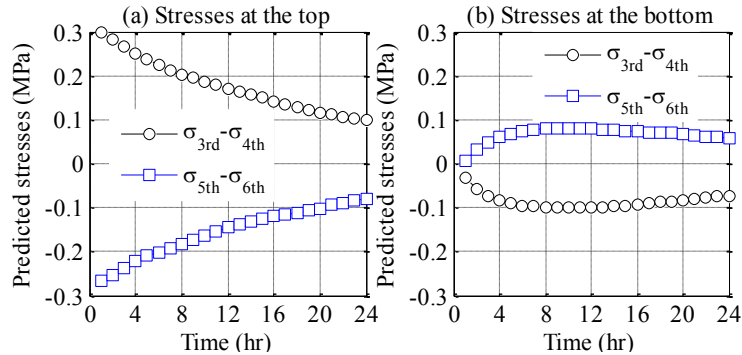 (a) Stresses at the top
Predicted stresses (MPa)
0.3
0.2
0.1
0
-0.1
-0.2
-0.3
σ3rd-σ4th
σ5th-σ6th
0 4 8 12 16 20 24
Time (hr)
(b) Stresses at the bottom
Predicted stresses (MPa)
0.3
0.2
0.1
0
-0.1
-0.2
-0.3
σ3rd-σ4th
σ5th-σ6th
0 4 8 12 16 20 24
Time (hr)